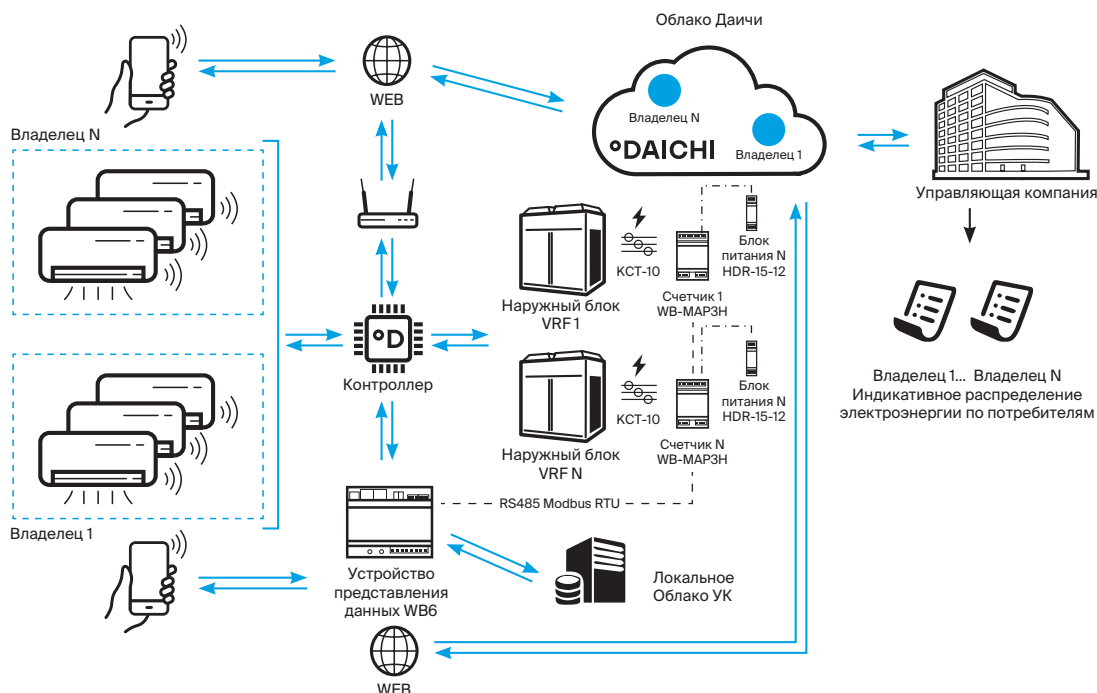 Облако Даичи
WEB
Владелец N
Владелец N
Владелец 1
°DAICHI
Управляющая компания
KCT-10
Блок
питания N
HDR-15-12
Наружный блок
VRF 1
Счетчик 1
WB-MAP3H
°D
Контроллер
KCT-10
Блок
питания N
HDR-15-12
Владелец 1... Владелец N
Индикативное распределение
электроэнергии по потребителям
Наружный блок
VRF N
Счетчик N
WB-MAP3H
RS485 Modbus RTU
Владелец 1
Устройство
представления
данных WB6
Локальное
Облако УК
WEB